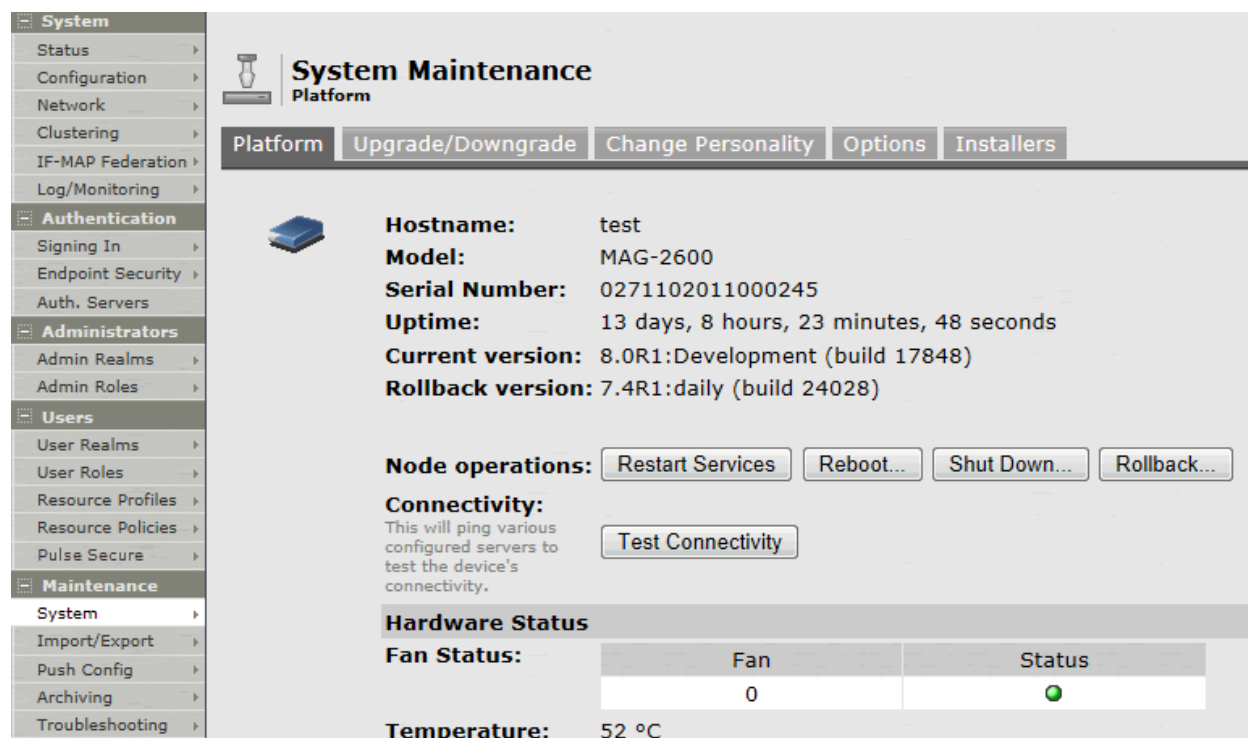 System
Status
Configuration
Network
Clustering
IF-MAP Federation
Log/Monitoring
Authentication
Signing In
Endpoint Security
Auth. Servers
Administrators
Admin Realms
Admin Roles
Users
User Realms
User Roles
Resource Profiles
Resource Policies
Pulse Secure
Maintenance
System
Import/Export
Push Config
Archiving
Troubleshooting
System Maintenance
Platform
Platform Upgrade/Downgrade Change Personality Options Installers
Hostname: test
Model: MAG-2600
Serial Number: 0271102011000245
Uptime: 13 days, 8 hours, 23 minutes, 48 seconds
Current version: 8.0R1:Development (build 17848)
Rollback version: 7.4R1:daily (build 24028)
Node operations: Restart Services Reboot... Shut Down... Rollback...
Connectivity:
This will ping various
configured servers to
test the device's
connectivity.
Test Connectivity
Hardware Status
Fan Status: Fan Status
0
Temperature: 52 °C